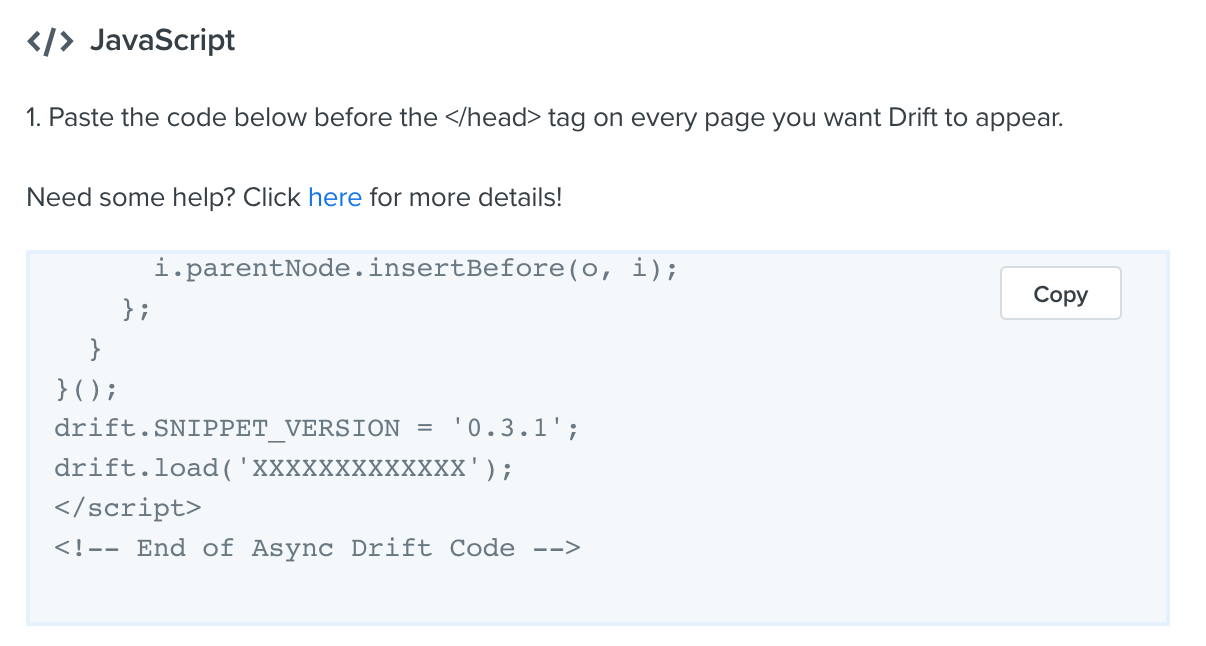 </> JavaScript
1. Paste the code below before the </head> tag on every page you want Drift to appear.
Need some help? Click here for more details!
i.parentNode.insertBefore(o, i);
Copy
};
}
}();
drift.SNIPPET_VERSION = '0.3.1';
drift.load('XXXXXXXXXXXXX');
</script>
<!-- End of Async Drift Code -->